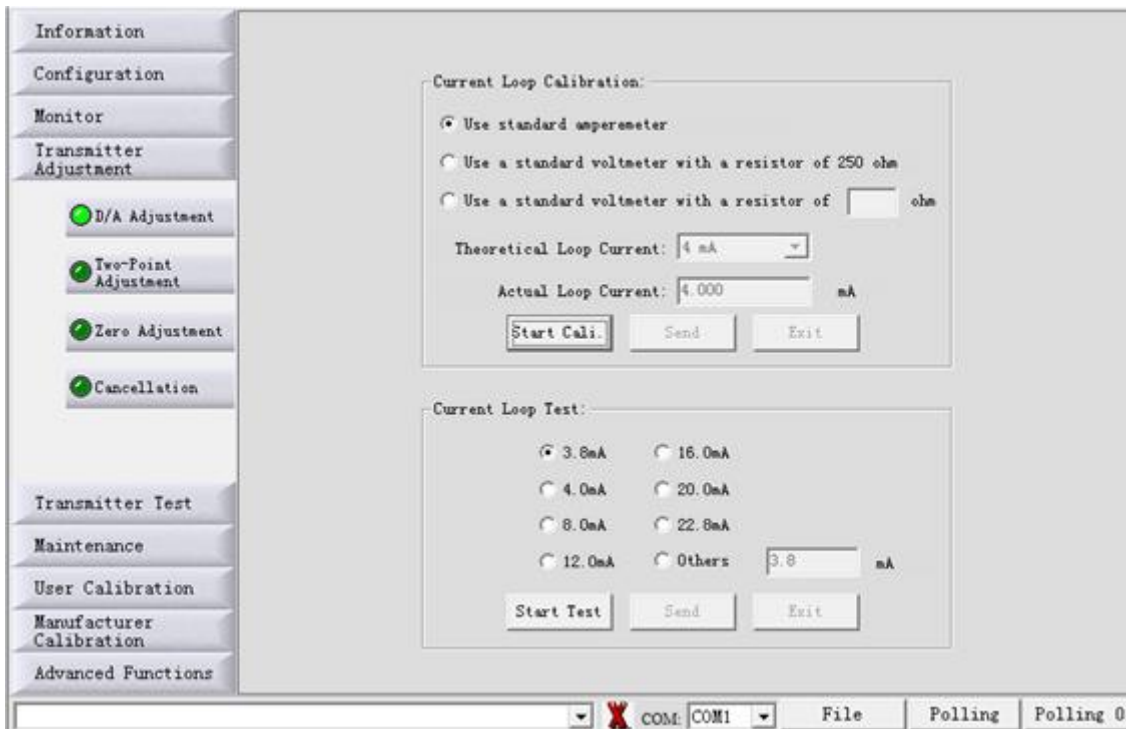 Information
Configuration
Monitor
Transmitter
Adjustment
D/A Adjustment
Two-Point
Adjustment
Zero Adjustment
Cancellation
Transmitter Test
Maintenance
User Calibration
Manufacturer
Calibration
Advanced Functions
Current Loop Calibration:
Use standard amperemeter
Use a standard voltmeter with a resistor of 250 ohm
Use a standard voltmeter with a resistor of ohm
Theoretical Loop Current: 4 mA
Actual Loop Current: 4.000 mA
Start Cali. Send Exit
Current Loop Test:
3.8mA 16.0mA
4.0mA 20.0mA
8.0mA 22.8mA
12.0mA Others 3.8 mA
Start Test Send Exit
COM: COM1 File Polling Polling 0